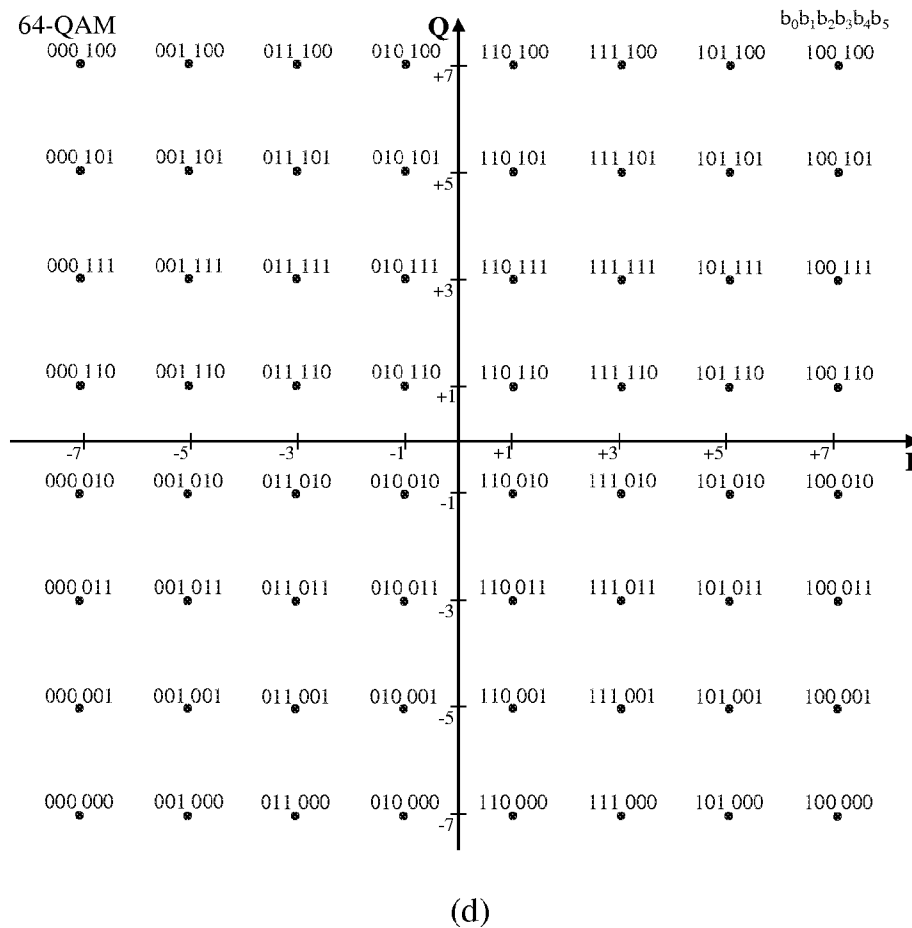 64-QAM Q b₀b₁b₂b₃b₄b₅
000 100 001 100 011 100 010 100 110 100 111 100 101 100 100 100
+7
000 101 001 101 011 101 010 101 110 101 111 101 101 101 100 101
+5
000 111 001 111 011 111 010 111 110 111 111 111 101 111 100 111
+3
000 110 001 110 011 110 010 110 110 110 111 110 101 110 100 110
+1
-7 -5 -3 -1 +1 +3 +5 +7
I
000 010 001 010 011 010 010 010 110 010 111 010 101 010 100 010
-1
000 011 001 011 011 011 010 011 110 011 111 011 101 011 100 011
-3
000 001 001 001 011 001 010 001 110 001 111 001 101 001 100 001
-5
000 000 001 000 011 000 010 000 110 000 111 000 101 000 100 000
-7
(d)